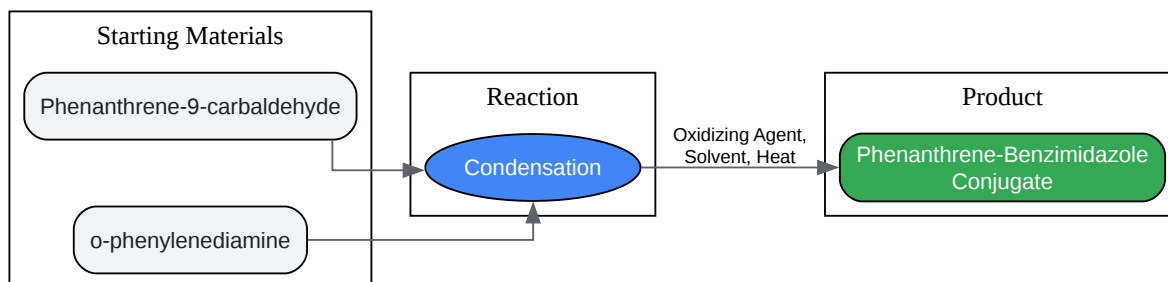 Starting Materials
Phenanthrene-9-carbaldehyde
o-phenylenediamine
Reaction
Condensation
Oxidizing Agent,
Solvent, Heat
Product
Phenanthrene-Benzimidazole
Conjugate